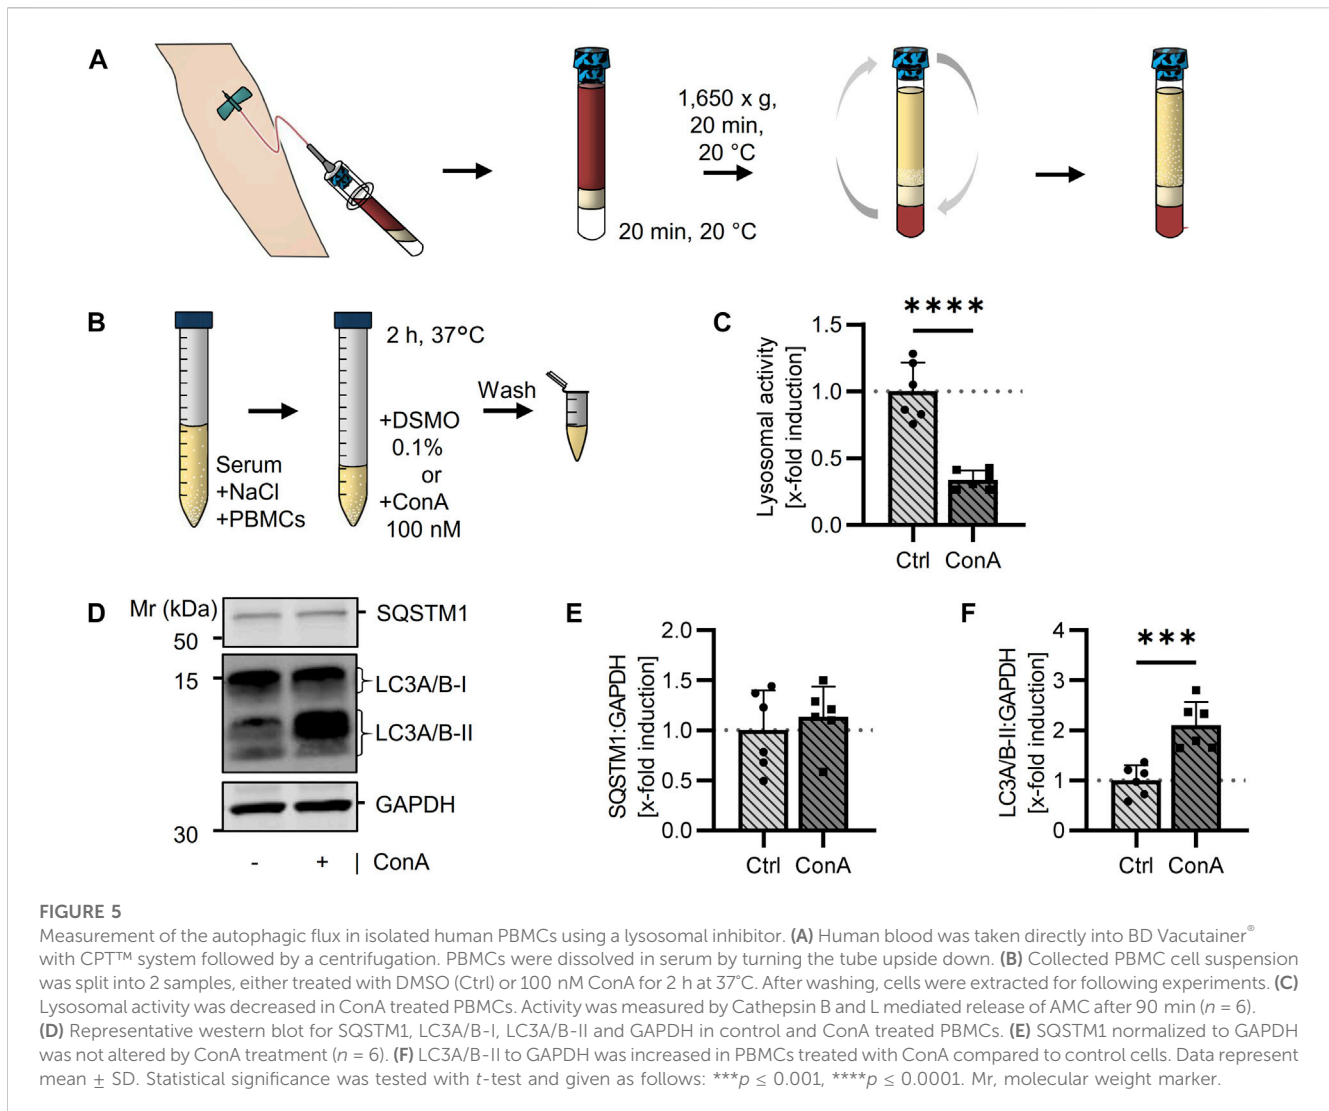 A
1,650 x g,
20 min,
20 °C
20 min, 20 °C
B
2 h, 37°C
Serum
+NaCl
+PBMCs
+DSMO
0.1%
or
+ConA
100 nM
Wash
C
Lysosomal activity
[x-fold induction]
1.5
1.0
0.5
0.0
****
Ctrl
ConA
D
Mr (kDa)
50
15
30
SQSTM1
LC3A/B-I
LC3A/B-II
GAPDH
- + | ConA
E
SQSTM1:GAPDH
[x-fold induction]
2.0
1.5
1.0
0.5
0.0
Ctrl
ConA
F
LC3A/B-II:GAPDH
[x-fold induction]
4
3
2
1
0
***
Ctrl
ConA
FIGURE 5
Measurement of the autophagic flux in isolated human PBMCs using a lysosomal inhibitor. (A) Human blood was taken directly into BD Vacutainer®
with CPT™ system followed by a centrifugation. PBMCs were dissolved in serum by turning the tube upside down. (B) Collected PBMC cell suspension
was split into 2 samples, either treated with DMSO (Ctrl) or 100 nM ConA for 2 h at 37°C. After washing, cells were extracted for following experiments. (C)
Lysosomal activity was decreased in ConA treated PBMCs. Activity was measured by Cathepsin B and L mediated release of AMC after 90 min (n = 6).
(D) Representative western blot for SQSTM1, LC3A/B-I, LC3A/B-II and GAPDH in control and ConA treated PBMCs. (E) SQSTM1 normalized to GAPDH
was not altered by ConA treatment (n = 6). (F) LC3A/B-II to GAPDH was increased in PBMCs treated with ConA compared to control cells. Data represent
mean ± SD. Statistical significance was tested with t-test and given as follows: ***p ≤ 0.001, ****p ≤ 0.0001. Mr, molecular weight marker.